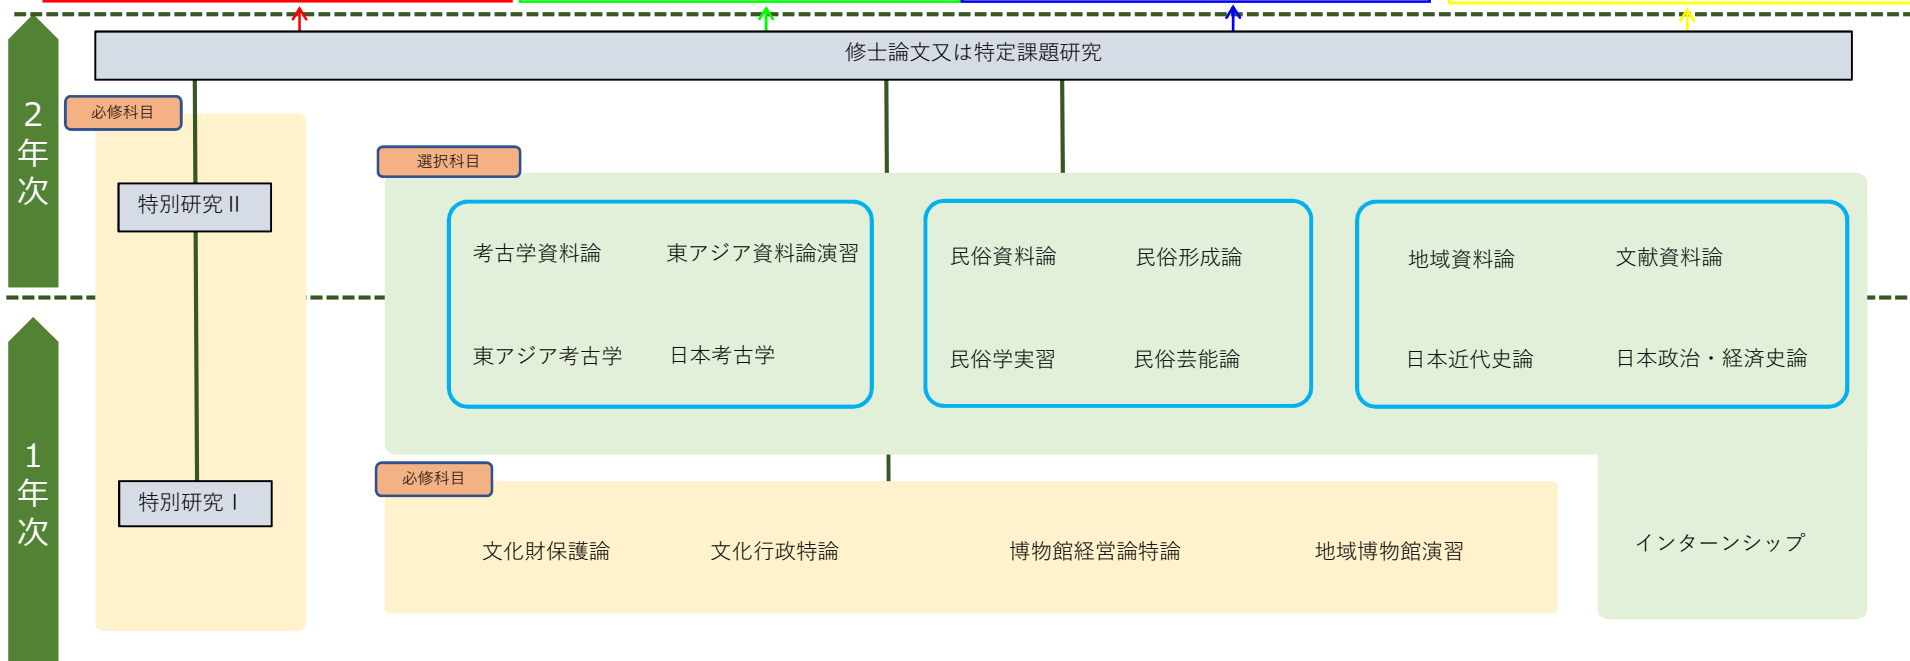 修士論文又は特定課題研究
2年次
必修科目
選択科目
特別研究Ⅱ
考古学資料論
東アジア資料論演習
東アジア考古学
日本考古学
民俗資料論
民俗形成論
民俗学実習
民俗芸能論
地域資料論
文献資料論
日本近代史論
日本政治・経済史論
1年次
特別研究Ⅰ
必修科目
文化財保護論
文化行政特論
博物館経営論特論
地域博物館演習
インターンシップ